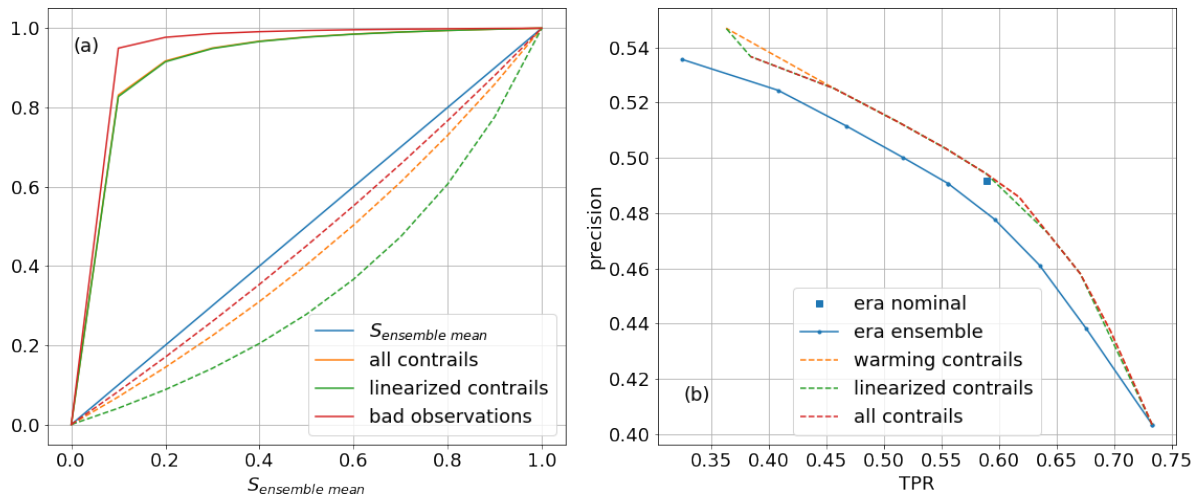 (a)
1.0
0.8
0.6
0.4
0.2
0.0
0.0 0.2 0.4 0.6 0.8 1.0
S_ensemble mean
S_ensemble mean
all contrails
linearized contrails
bad observations
precision
0.54
0.52
0.50
0.48
0.46
0.44
0.42
0.40
0.35 0.40 0.45 0.50 0.55 0.60 0.65 0.70 0.75
TPR
(b)
era nominal
era ensemble
warming contrails
linearized contrails
all contrails